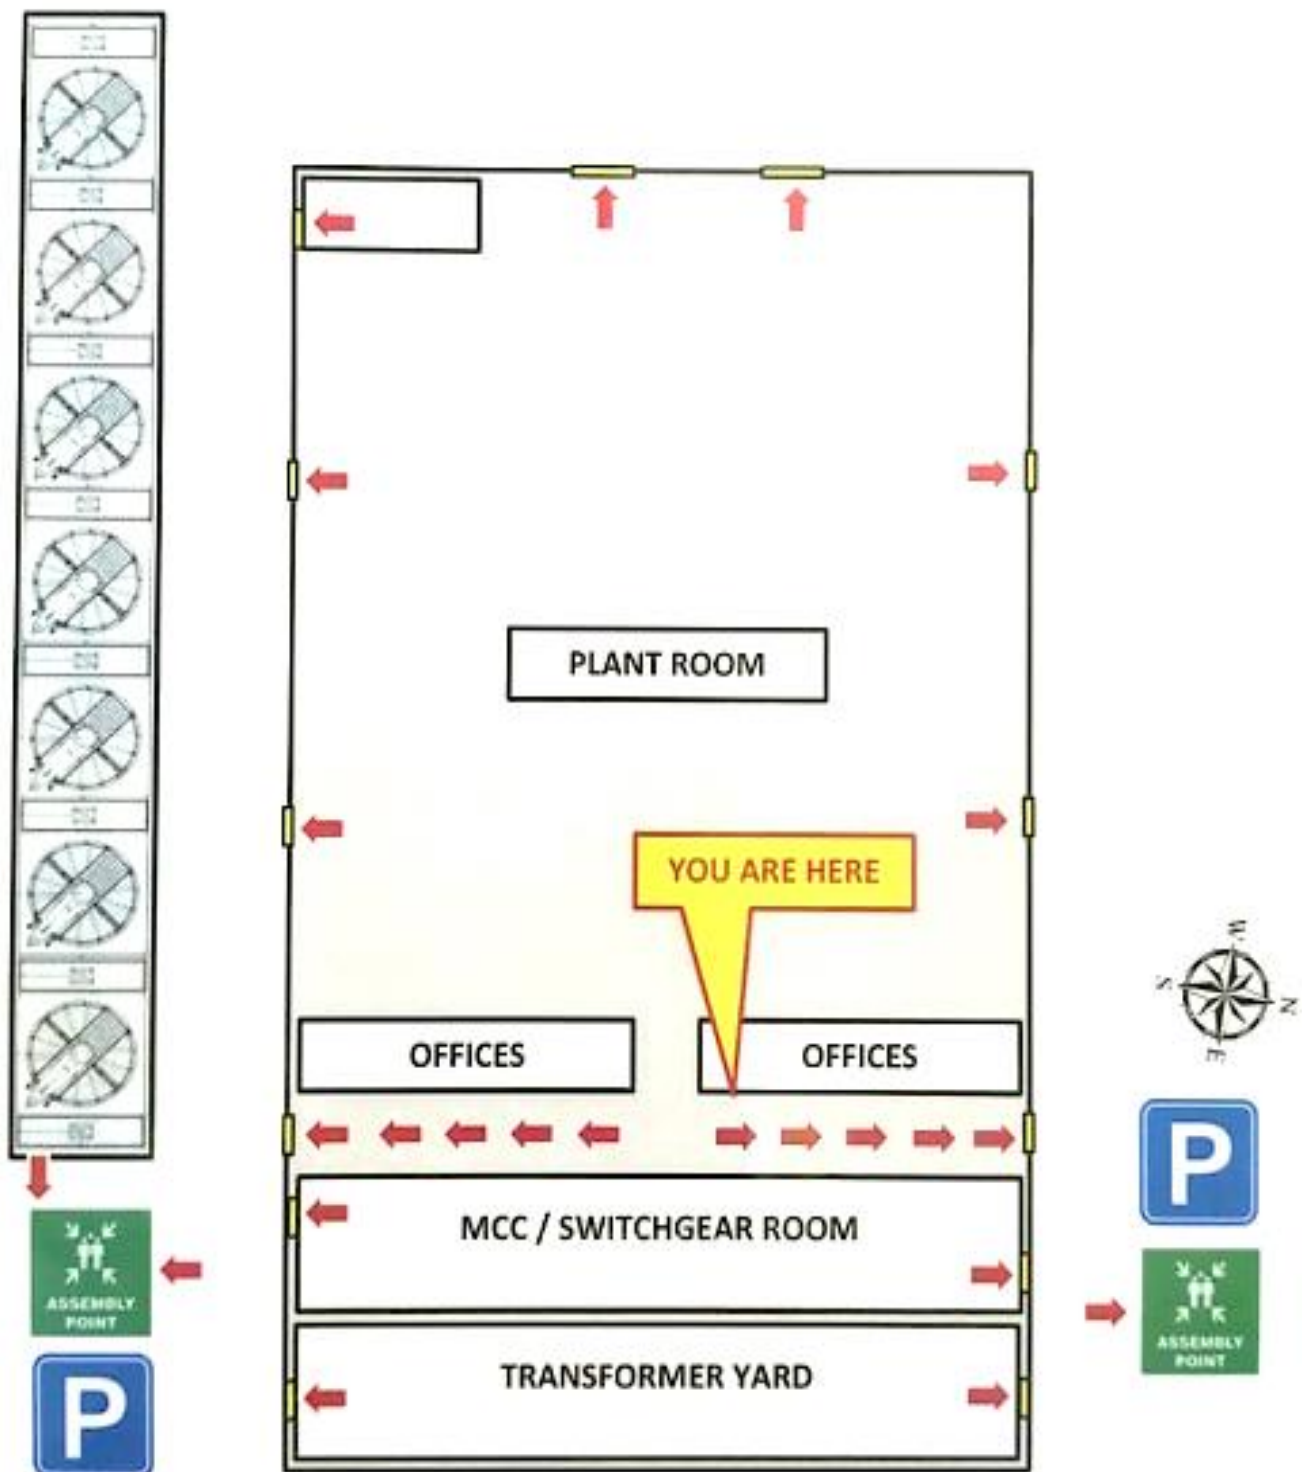 PLANT ROOM
YOU ARE HERE
OFFICES
OFFICES
W
S
N
E
P
MCC / SWITCHGEAR ROOM
ASSEMBLY
POINT
ASSEMBLY
POINT
TRANSFORMER YARD
P